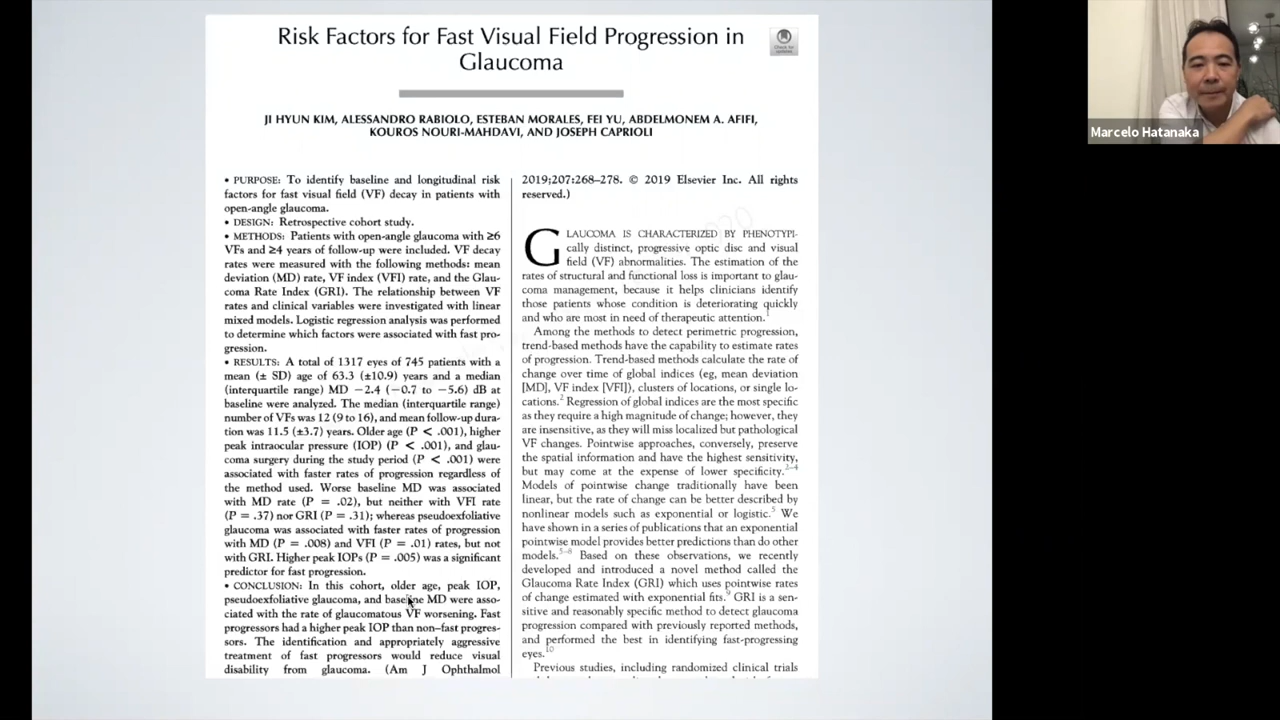 Risk Factors for Fast Visual Field Progression in
Glaucoma
Check for
updates
JI HYUN KIM, ALESSANDRO RABIOLO, ESTEBAN MORALES, FEI YU, ABDELMONEM A. AFIFI,
KOUROS NOURI-MAHDAVI, AND JOSEPH CAPRIOLI
• PURPOSE: To identify baseline and longitudinal risk
factors for fast visual field (VF) decay in patients with
open-angle glaucoma.
• DESIGN: Retrospective cohort study.
• METHODS: Patients with open-angle glaucoma with ≥6
VFs and ≥4 years of follow-up were included. VF decay
rates were measured with the following methods: mean
deviation (MD) rate, VF index (VFI) rate, and the Glau-
coma Rate Index (GRI). The relationship between VF
rates and clinical variables were investigated with linear
mixed models. Logistic regression analysis was performed
to determine which factors were associated with fast pro-
gression.
• RESULTS: A total of 1317 eyes of 745 patients with a
mean (± SD) age of 63.3 (±10.9) years and a median
(interquartile range) MD −2.4 (−0.7 to −5.6) dB at
baseline were analyzed. The median (interquartile range)
number of VFs was 12 (9 to 16), and mean follow-up dura-
tion was 11.5 (±3.7) years. Older age (P < .001), higher
peak intraocular pressure (IOP) (P < .001), and glau-
coma surgery during the study period (P < .001) were
associated with faster rates of progression regardless of
the method used. Worse baseline MD was associated
with MD rate (P = .02), but neither with VFI rate
(P = .37) nor GRI (P = .31); whereas pseudoexfoliative
glaucoma was associated with faster rates of progression
with MD (P = .008) and VFI (P = .01) rates, but not
with GRI. Higher peak IOPs (P = .005) was a significant
predictor for fast progression.
• CONCLUSION: In this cohort, older age, peak IOP,
pseudoexfoliative glaucoma, and baseline MD were asso-
ciated with the rate of glaucomatous VF worsening. Fast
progressors had a higher peak IOP than non–fast progres-
sors. The identification and appropriately aggressive
treatment of fast progressors would reduce visual
disability from glaucoma. (Am J Ophthalmol
2019;207:268–278. © 2019 Elsevier Inc. All rights
reserved.)
GLAUCOMA IS CHARACTERIZED BY PHENOTYPI-
cally distinct, progressive optic disc and visual
field (VF) abnormalities. The estimation of the
rates of structural and functional loss is important to glau-
coma management, because it helps clinicians identify
those patients whose condition is deteriorating quickly
and who are most in need of therapeutic attention.1
Among the methods to detect perimetric progression,
trend-based methods have the capability to estimate rates
of progression. Trend-based methods calculate the rate of
change over time of global indices (eg, mean deviation
[MD], VF index [VFI]), clusters of locations, or single lo-
cations.2 Regression of global indices are the most specific
as they require a high magnitude of change; however, they
are insensitive, as they will miss localized but pathological
VF changes. Pointwise approaches, conversely, preserve
the spatial information and have the highest sensitivity,
but may come at the expense of lower specificity.2–4
Models of pointwise change traditionally have been
linear, but the rate of change can be better described by
nonlinear models such as exponential or logistic.5 We
have shown in a series of publications that an exponential
pointwise model provides better predictions than do other
models.5–8 Based on these observations, we recently
developed and introduced a novel method called the
Glaucoma Rate Index (GRI) which uses pointwise rates
of change estimated with exponential fits.9 GRI is a sen-
sitive and reasonably specific method to detect glaucoma
progression compared with previously reported methods,
and performed the best in identifying fast-progressing
eyes.10
Previous studies, including randomized clinical trials
Marcelo Hatanaka